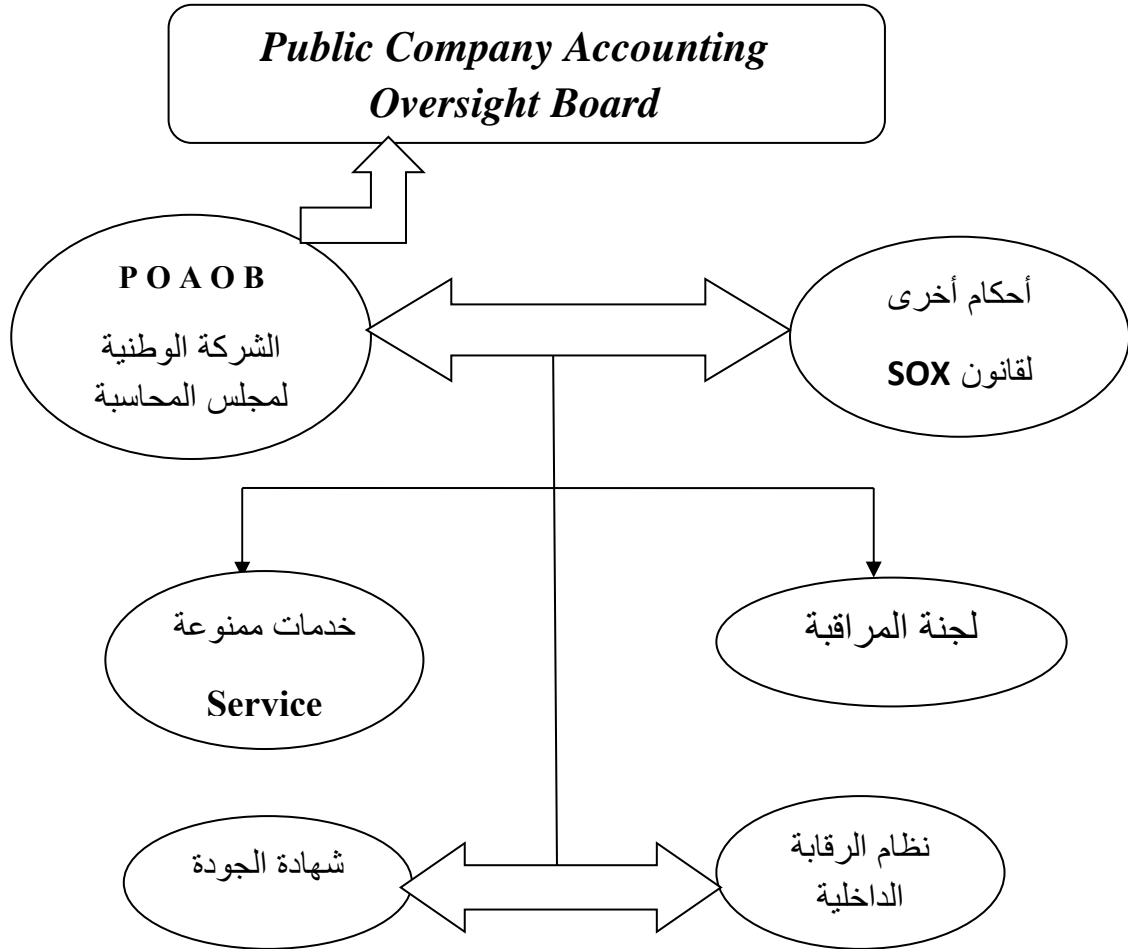 Public Company Accounting
Oversight Board
P O A O B
الشركة الوطنية
لمجلس المحاسبة
أحكام أخرى
لقانون SOX
خدمات ممنوعة
Service
لجنة المراقبة
شهادة الجودة
نظام الرقابة
الداخلية